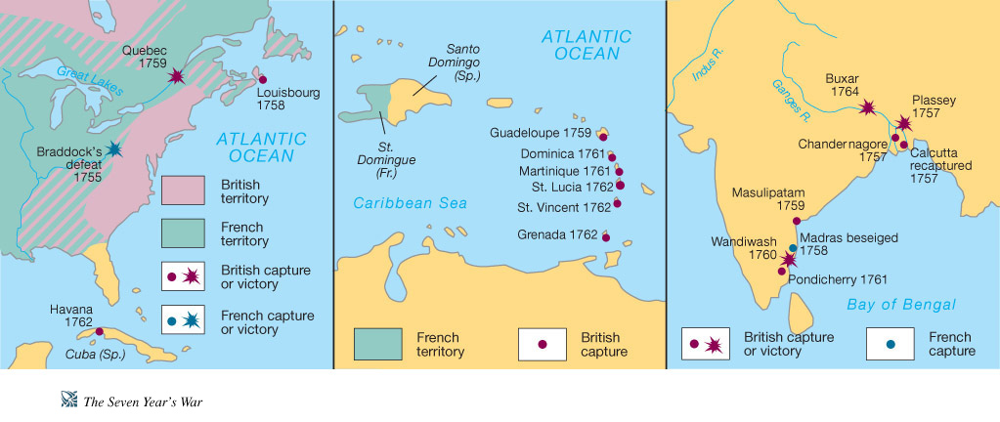 Quebec
1759
Great Lakes
Louisbourg
1758
Braddock's
defeat
1755
ATLANTIC
OCEAN
British
territory
French
territory
British capture
or victory
French capture
or victory
Havana
1762
Cuba (Sp.)
Santo
Domingo
(Sp.)
ATLANTIC
OCEAN
St.
Domingue
(Fr.)
Guadeloupe 1759
Dominica 1761
Martinique 1761
St. Lucia 1762
St. Vincent 1762
Caribbean Sea
Grenada 1762
French
territory
British
capture
Indus R.
Ganges R.
Buxar
1764
Plassey
1757
Chandernagore
1757
Calcutta
recaptured
1757
Masulipatam
1759
Wandiwash
1760
Madras beseiged
1758
Pondicherry 1761
Bay of Bengal
British capture
or victory
French
capture
The Seven Year's War